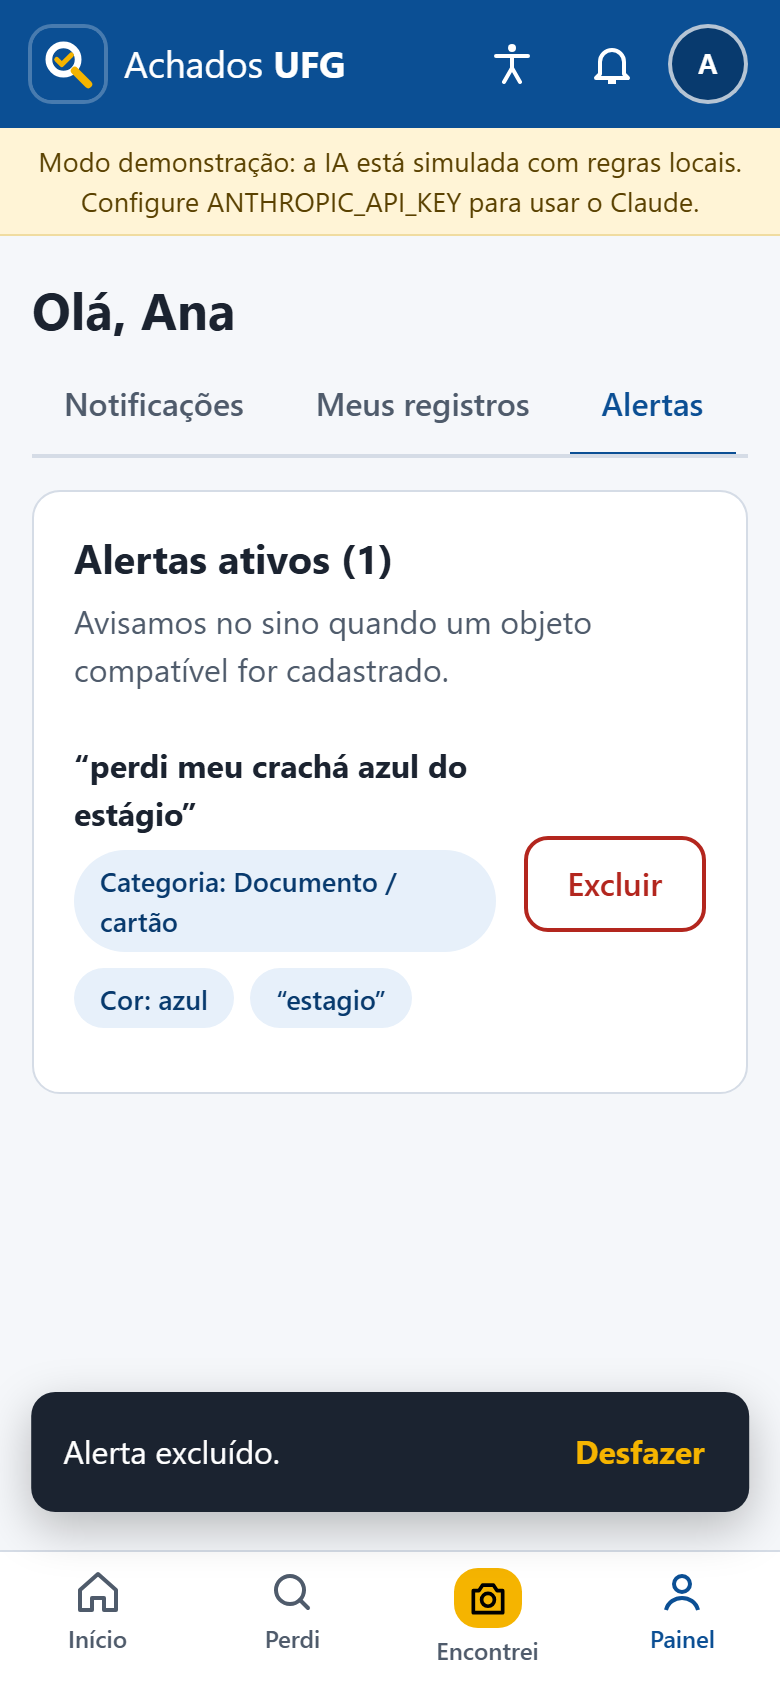 Achados UFG
A
Modo demonstração: a IA está simulada com regras locais.
Configure ANTHROPIC_API_KEY para usar o Claude.
Olá, Ana
Notificações Meus registros Alertas
Alertas ativos (1)
Avisamos no sino quando um objeto
compatível for cadastrado.
“perdi meu crachá azul do
estágio”
Categoria: Documento /
cartão
Excluir
Cor: azul “estagio”
Alerta excluído. Desfazer
Início Perdi Encontrei Painel